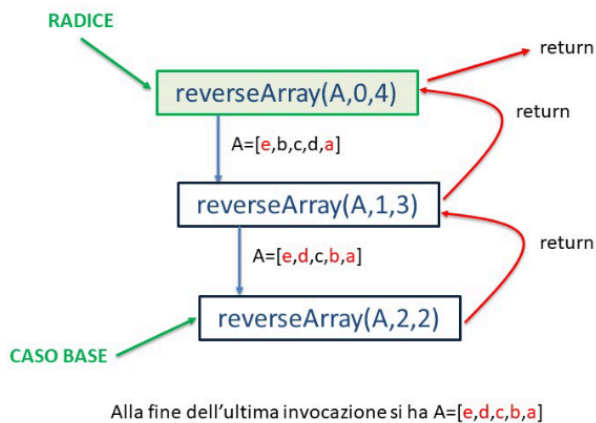 RADICE
return
reverseArray(A,0,4)
return
A=[e,b,c,d,a]
reverseArray(A,1,3)
return
A=[e,d,c,b,a]
reverseArray(A,2,2)
CASO BASE
Alla fine dell'ultima invocazione si ha A=[e,d,c,b,a]